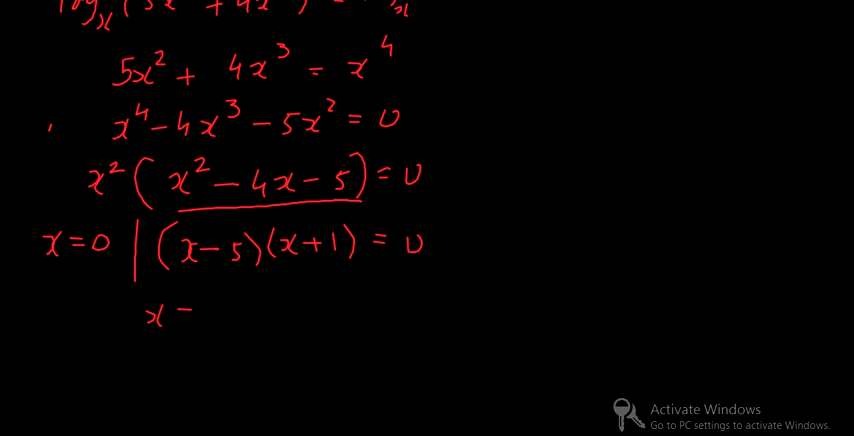 5x² + 4x³ = x⁴
x⁴ - 4x³ - 5x² = 0
x² (x² - 4x - 5) = 0
x = 0 | (x - 5)(x + 1) = 0
x =
Activate Windows
Go to PC settings to activate Windows.